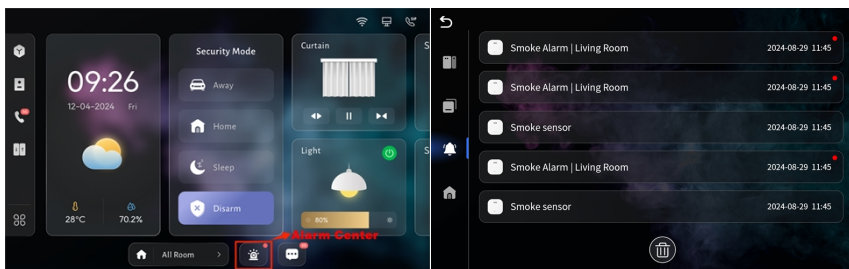 09:26
12-04-2024 Fri
28°C
70.2%
Security Mode
Away
Home
Sleep
Disarm
Curtain
S
Light
S
80%
All Room
Alarm Center
Smoke Alarm | Living Room 2024-08-29 11:45
Smoke Alarm | Living Room 2024-08-29 11:45
Smoke sensor 2024-08-29 11:45
Smoke Alarm | Living Room 2024-08-29 11:45
Smoke sensor 2024-08-29 11:45